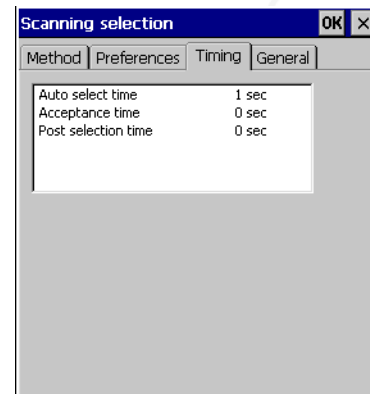 Scanning selection OK ×
Method Preferences Timing General
Auto select time 1 sec
Acceptance time 0 sec
Post selection time 0 sec